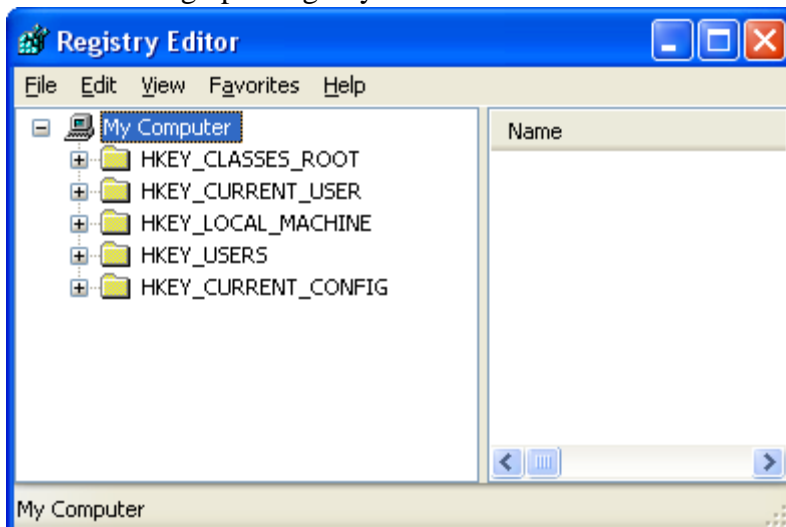 Registry Editor
File Edit View Favorites Help
My Computer
HKEY_CLASSES_ROOT
HKEY_CURRENT_USER
HKEY_LOCAL_MACHINE
HKEY_USERS
HKEY_CURRENT_CONFIG
Name
My Computer